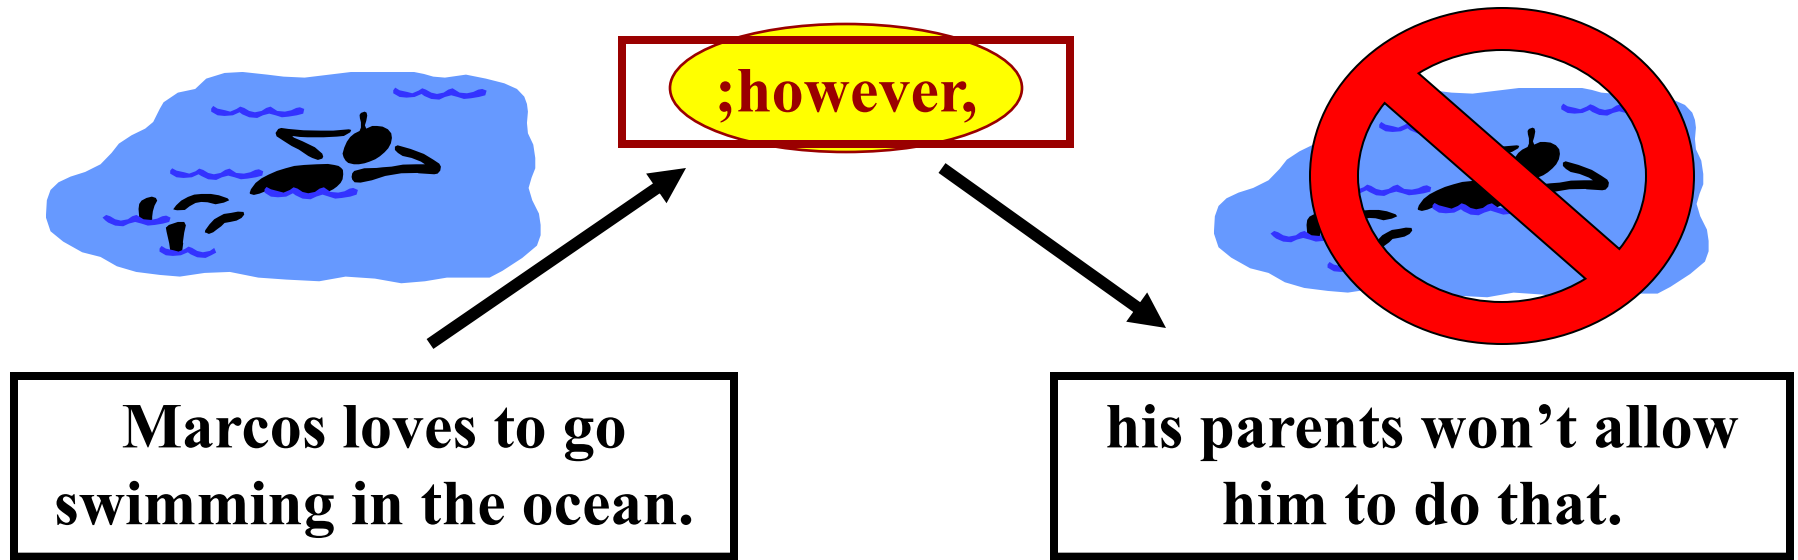 ;however,
Marcos loves to go
swimming in the ocean.
his parents won’t allow
him to do that.